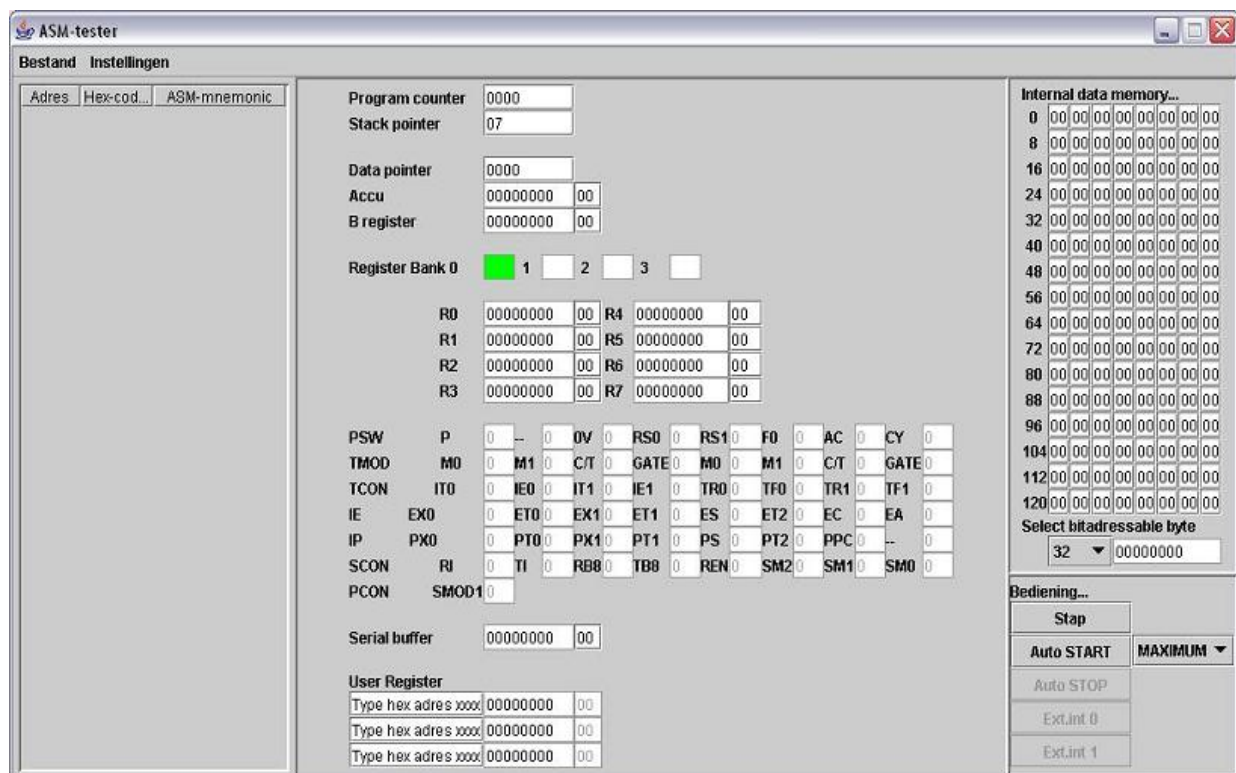 ASM-tester
Bestand Instellingen
Adres Hex-cod... ASM-mnemonic
Program counter 0000
Stack pointer 07
Data pointer 0000
Accu 00000000 00
B register 00000000 00
Register Bank 0 1 2 3
R0 00000000 00 R4 00000000 00
R1 00000000 00 R5 00000000 00
R2 00000000 00 R6 00000000 00
R3 00000000 00 R7 00000000 00
PSW P 0 -- 0 OV 0 RS0 0 RS1 0 F0 0 AC 0 CY 0
TMOD M0 0 M1 0 C/T 0 GATE 0 M0 0 M1 0 C/T 0 GATE 0
TCON IT0 0 IE0 0 IT1 0 IE1 0 TR0 0 TF0 0 TR1 0 TF1 0
IE EX0 0 ET0 0 EX1 0 ET1 0 ES 0 ET2 0 EC 0 EA 0
IP PX0 0 PT0 0 PX1 0 PT1 0 PS 0 PT2 0 PPC 0 -- 0
SCON RI 0 TI 0 RB8 0 TB8 0 REN 0 SM2 0 SM1 0 SM0 0
PCON SMOD1 0
Serial buffer 00000000 00
User Register
Type hex adres xxxx 00000000 00
Type hex adres xxxx 00000000 00
Type hex adres xxxx 00000000 00
Internal data memory...
0 00 00 00 00 00 00 00 00
8 00 00 00 00 00 00 00 00
16 00 00 00 00 00 00 00 00
24 00 00 00 00 00 00 00 00
32 00 00 00 00 00 00 00 00
40 00 00 00 00 00 00 00 00
48 00 00 00 00 00 00 00 00
56 00 00 00 00 00 00 00 00
64 00 00 00 00 00 00 00 00
72 00 00 00 00 00 00 00 00
80 00 00 00 00 00 00 00 00
88 00 00 00 00 00 00 00 00
96 00 00 00 00 00 00 00 00
104 00 00 00 00 00 00 00 00
112 00 00 00 00 00 00 00 00
120 00 00 00 00 00 00 00 00
Select bitadressable byte
32 00000000
Bediening...
Stap
Auto START MAXIMUM
Auto STOP
Ext.int 0
Ext.int 1